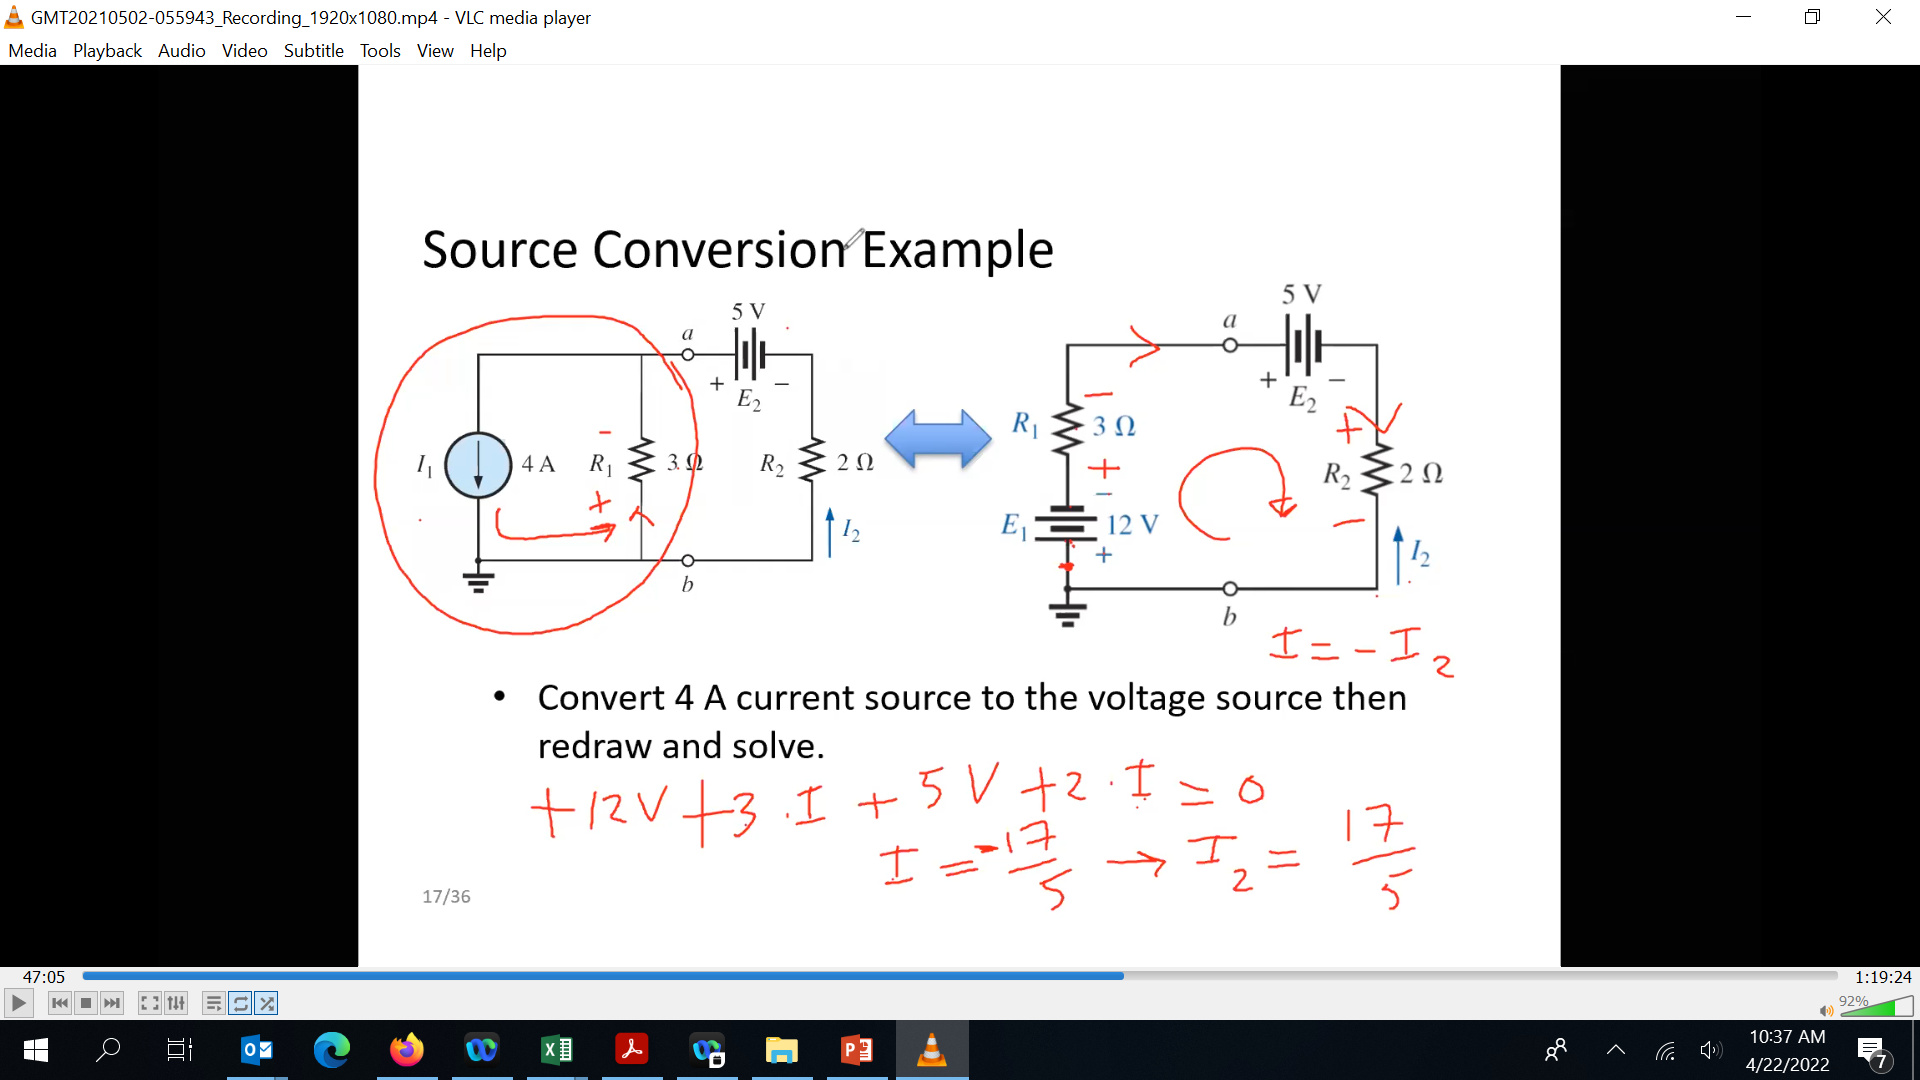 GMT20210502-055943_Recording_1920x1080.mp4 - VLC media player
Media Playback Audio Video Subtitle Tools View Help
Source Conversion Example
5 V
a
+ E2 −
I1 4 A R1 3 Ω R2 2 Ω
−
+
I2
b
5 V
a
+ E2 −
−
R1 3 Ω
+
+
R2 2 Ω
−
−
E1 12 V
+
I2
b
I = - I2
• Convert 4 A current source to the voltage source then
redraw and solve.
+12V + 3 . I + 5V + 2 . I = 0
I = -17/5 → I2 = 17/5
17/36
47:05 1:19:24
92%
10:37 AM
4/22/2022
7